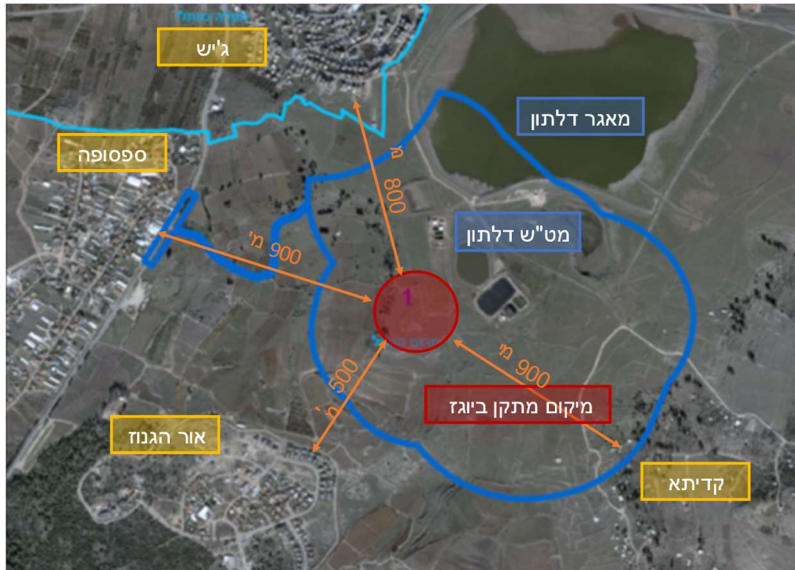 ג'יש
מאגר דלתון
ספסופה
800 מ'
מט"ש דלתון
900 מ'
1
500 מ'
900 מ'
מיקום מתקן ביוגז
אור הגנוז
קדיתא